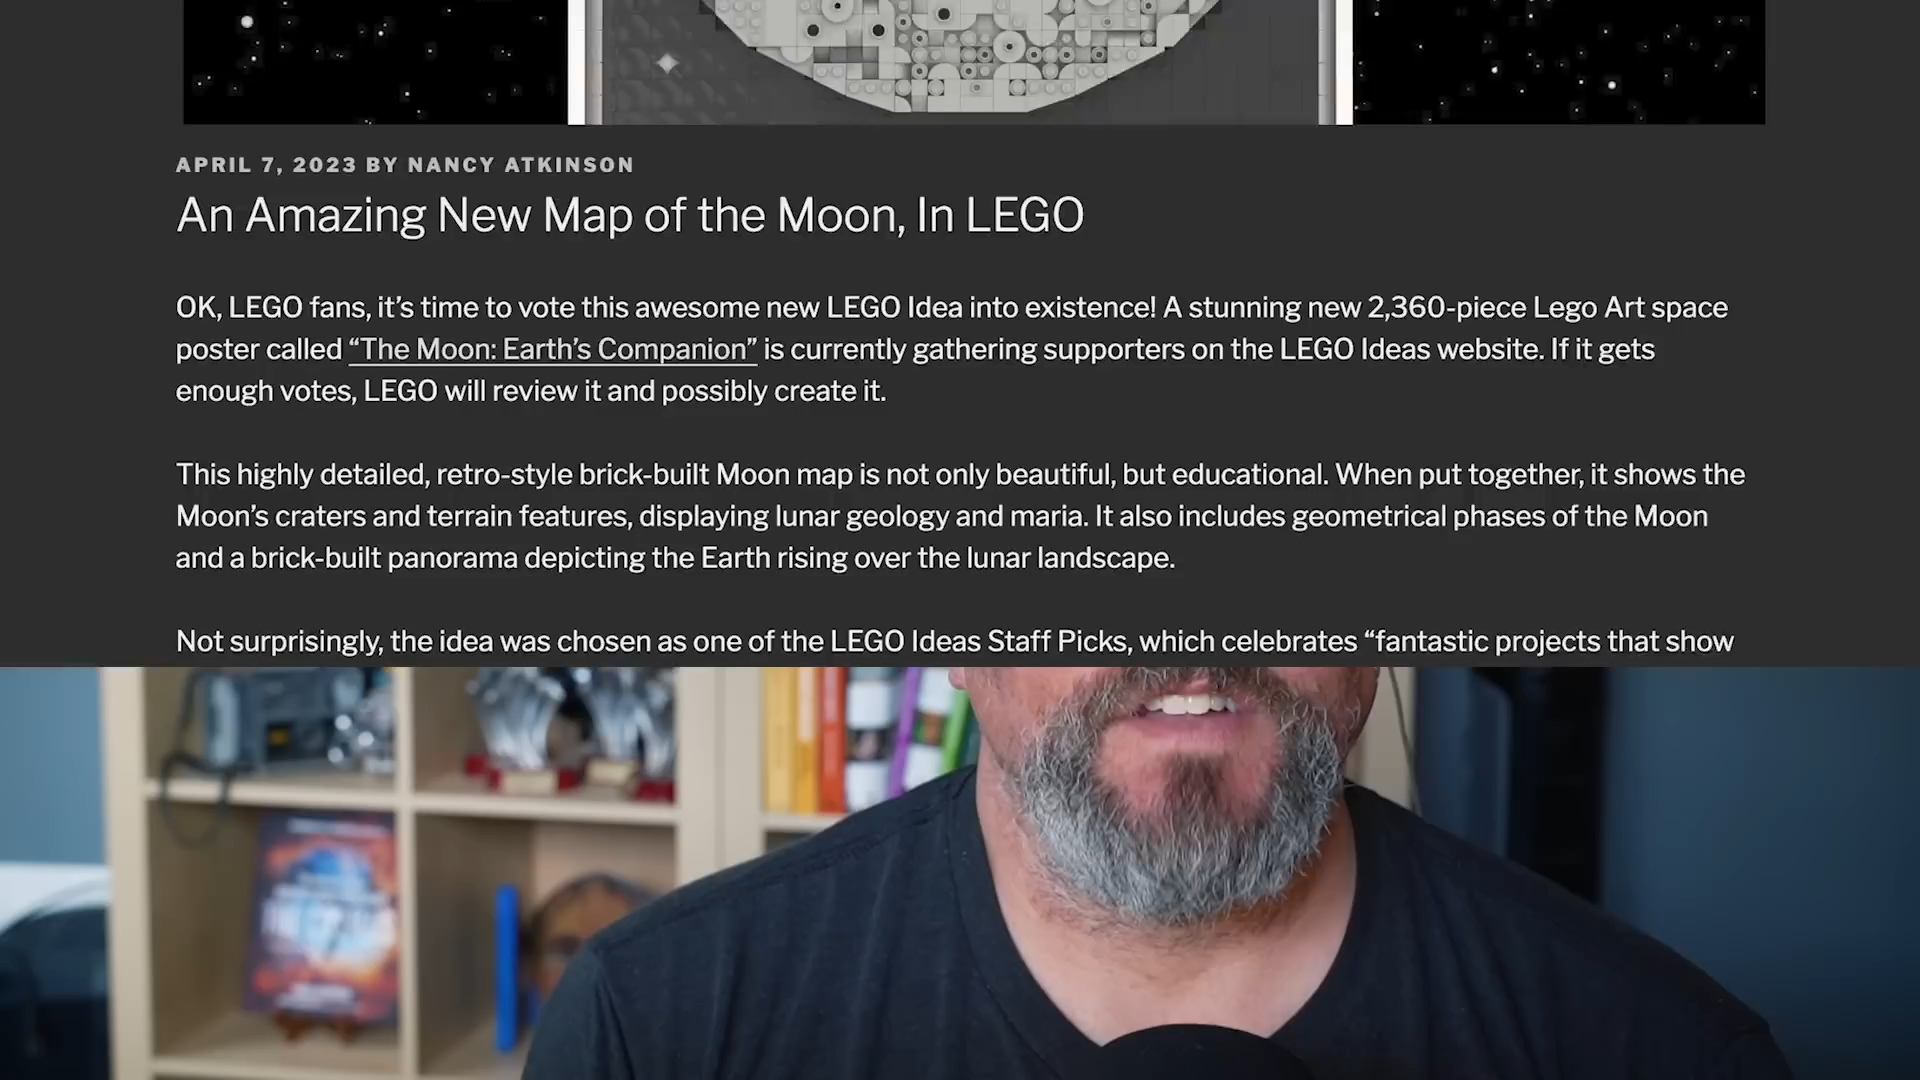 APRIL 7, 2023 BY NANCY ATKINSON
An Amazing New Map of the Moon, In LEGO
OK, LEGO fans, it’s time to vote this awesome new LEGO Idea into existence! A stunning new 2,360-piece Lego Art space
poster called “The Moon: Earth’s Companion” is currently gathering supporters on the LEGO Ideas website. If it gets
enough votes, LEGO will review it and possibly create it.
This highly detailed, retro-style brick-built Moon map is not only beautiful, but educational. When put together, it shows the
Moon’s craters and terrain features, displaying lunar geology and maria. It also includes geometrical phases of the Moon
and a brick-built panorama depicting the Earth rising over the lunar landscape.
Not surprisingly, the idea was chosen as one of the LEGO Ideas Staff Picks, which celebrates “fantastic projects that show